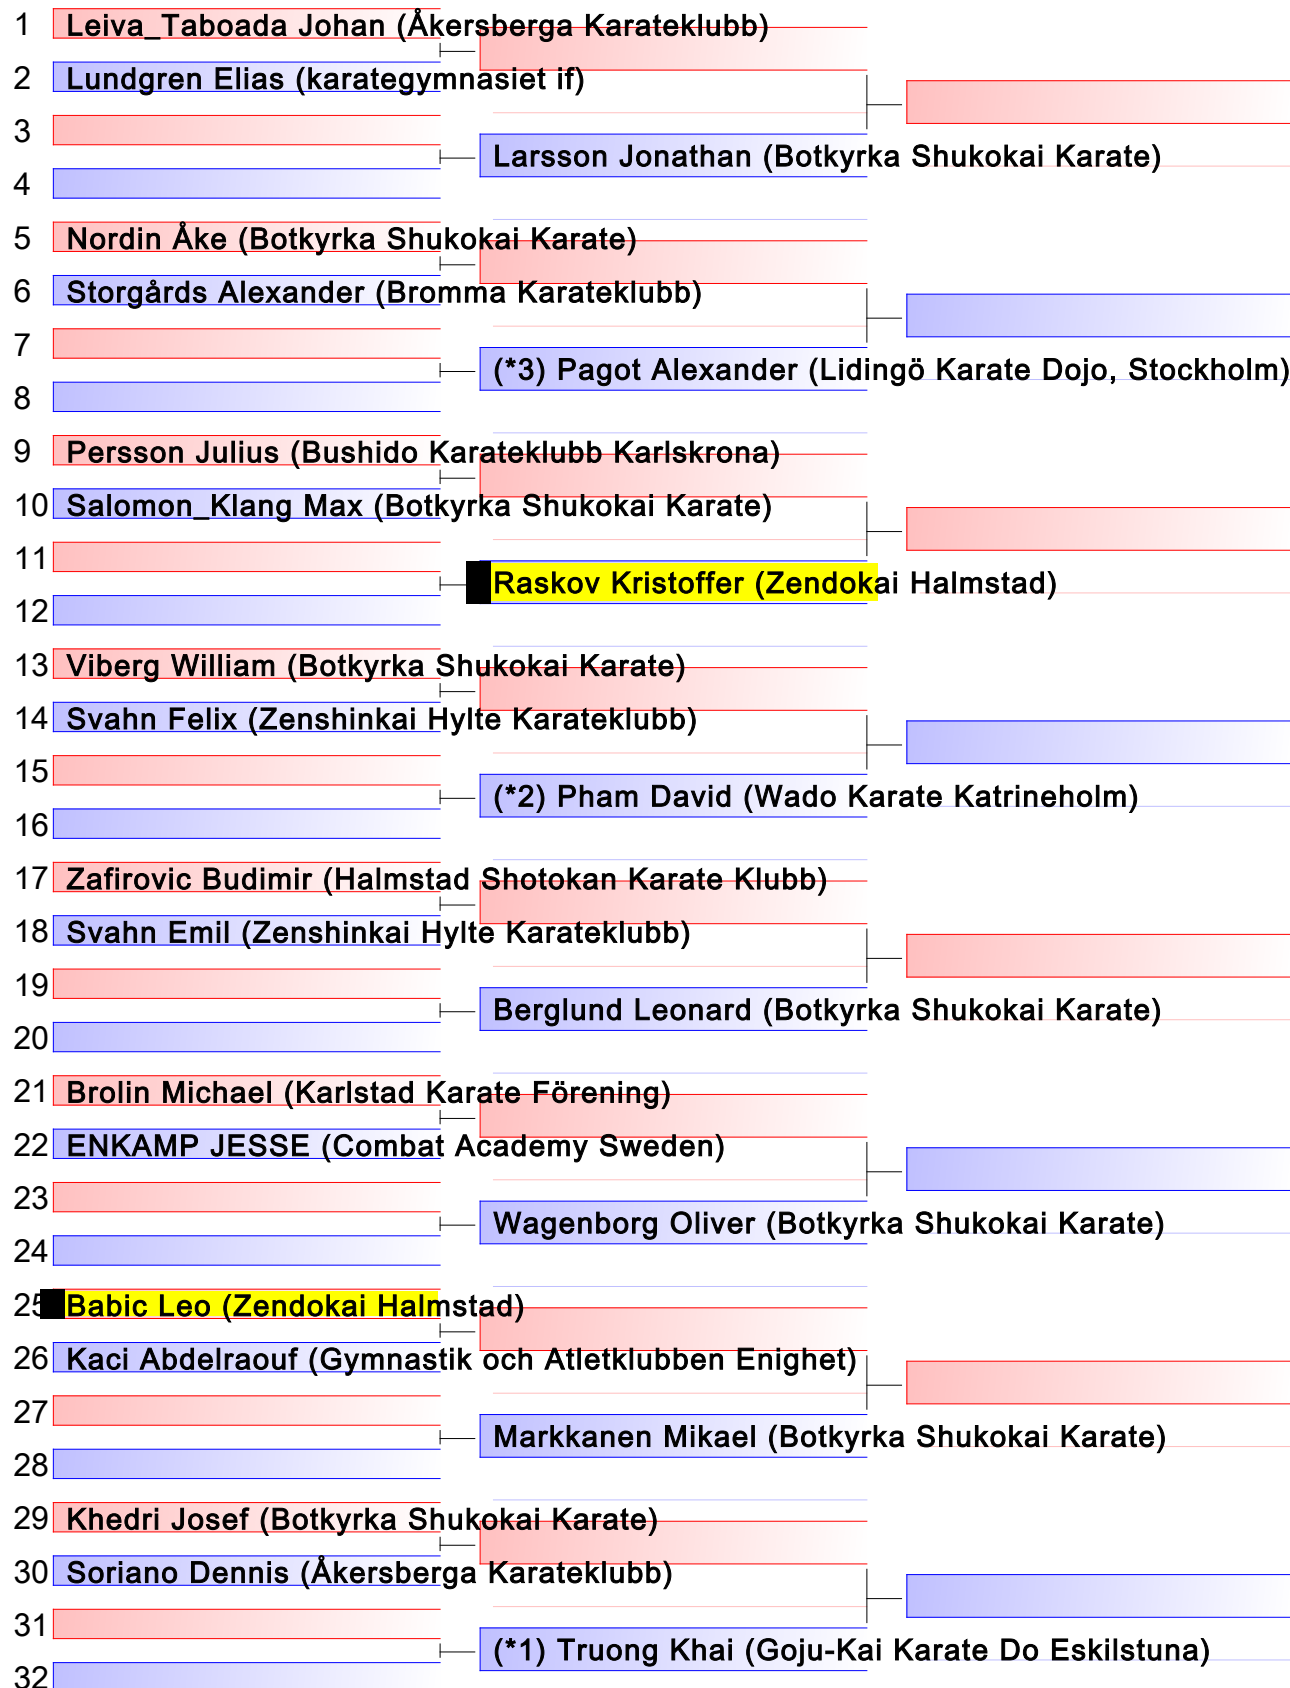 1 Leiva_Taboada Johan (Åkersberga Karateklubb)
2 Lundgren Elias (karategymnasiet if)
3
Larsson Jonathan (Botkyrka Shukokai Karate)
4
5 Nordin Åke (Botkyrka Shukokai Karate)
6 Storgårds Alexander (Bromma Karateklubb)
7
(*3) Pagot Alexander (Lidingö Karate Dojo, Stockholm)
8
9 Persson Julius (Bushido Karateklubb Karlskrona)
10 Salomon_Klang Max (Botkyrka Shukokai Karate)
11
Raskov Kristoffer (Zendokai Halmstad)
12
13 Viberg William (Botkyrka Shukokai Karate)
14 Svahn Felix (Zenshinkai Hylte Karateklubb)
15
(*2) Pham David (Wado Karate Katrineholm)
16
17 Zafirovic Budimir (Halmstad Shotokan Karate Klubb)
18 Svahn Emil (Zenshinkai Hylte Karateklubb)
19
Berglund Leonard (Botkyrka Shukokai Karate)
20
21 Brolin Michael (Karlstad Karate Förening)
22 ENKAMP JESSE (Combat Academy Sweden)
23
Wagenborg Oliver (Botkyrka Shukokai Karate)
24
25 Babic Leo (Zendokai Halmstad)
26 Kaci Abdelraouf (Gymnastik och Atletklubben Enighet)
27
Markkanen Mikael (Botkyrka Shukokai Karate)
28
29 Khedri Josef (Botkyrka Shukokai Karate)
30 Soriano Dennis (Åkersberga Karateklubb)
31
(*1) Truong Khai (Goju-Kai Karate Do Eskilstuna)
32